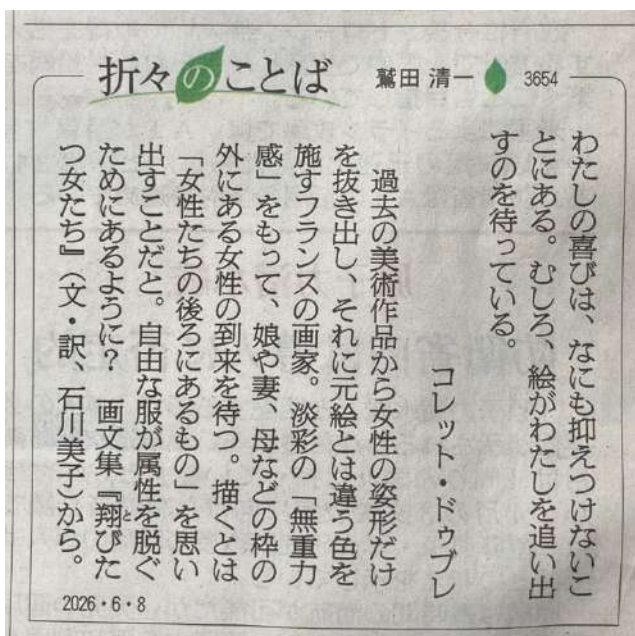 折々のことば 鷲田 清一 3654
わたしの喜びは、なにも抑えつけないこ
とにある。むしろ、絵がわたしを追い出
すのを待っている。
コレット・ドゥブレ
過去の美術作品から女性の姿形だけ
を抜き出し、それに元絵とは違う色を
施すフランスの画家。淡彩の「無重力
感」をもって、娘や妻、母などの枠の
外にある女性の到来を待つ。描くとは
「女性たちの後ろにあるもの」を思い
出すことだと。自由な服が属性を脱ぐ
ためにあるように? 画文集『翔びた
つ女たち』(文・訳、石川美子)から。
と
2026・6・8